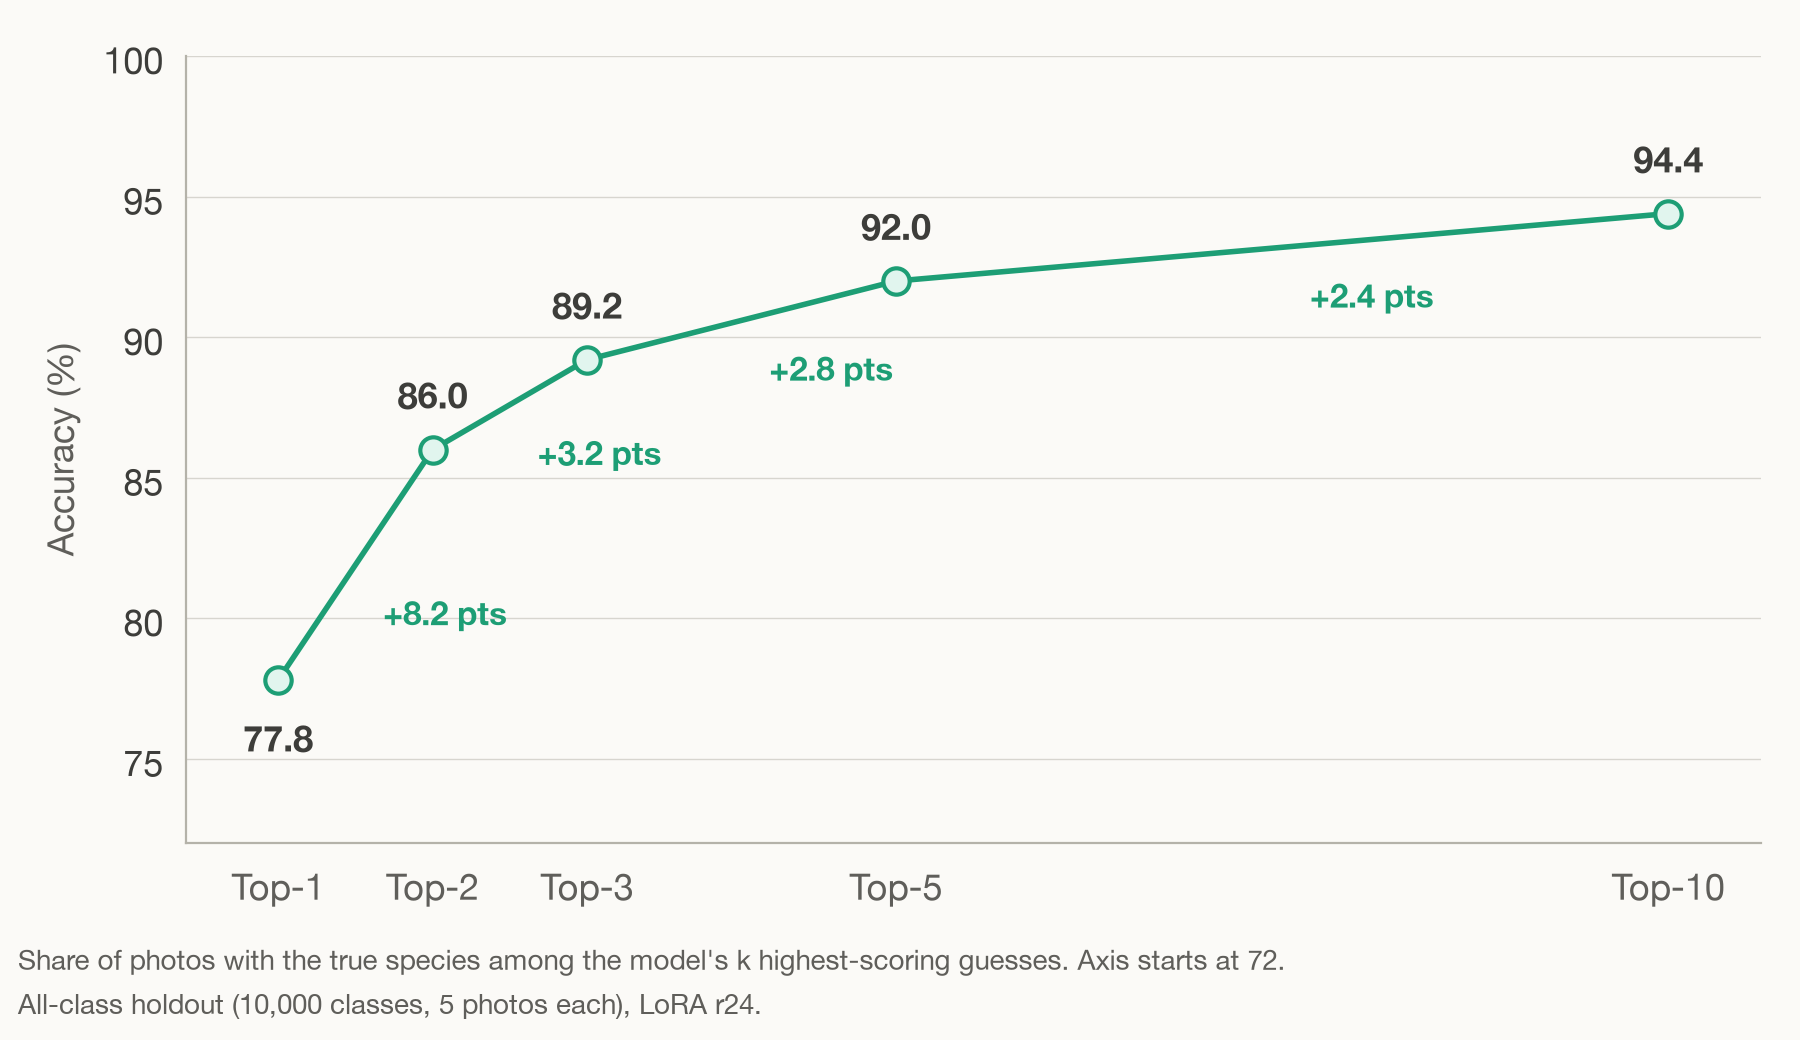 100
94.4
95
92.0
89.2
+2.4 pts
90
+2.8 pts
86.0
+3.2 pts
85
Accuracy (%)
+8.2 pts
80
77.8
75
Top-1 Top-2 Top-3 Top-5 Top-10
Share of photos with the true species among the model's k highest-scoring guesses. Axis starts at 72.
All-class holdout (10,000 classes, 5 photos each), LoRA r24.